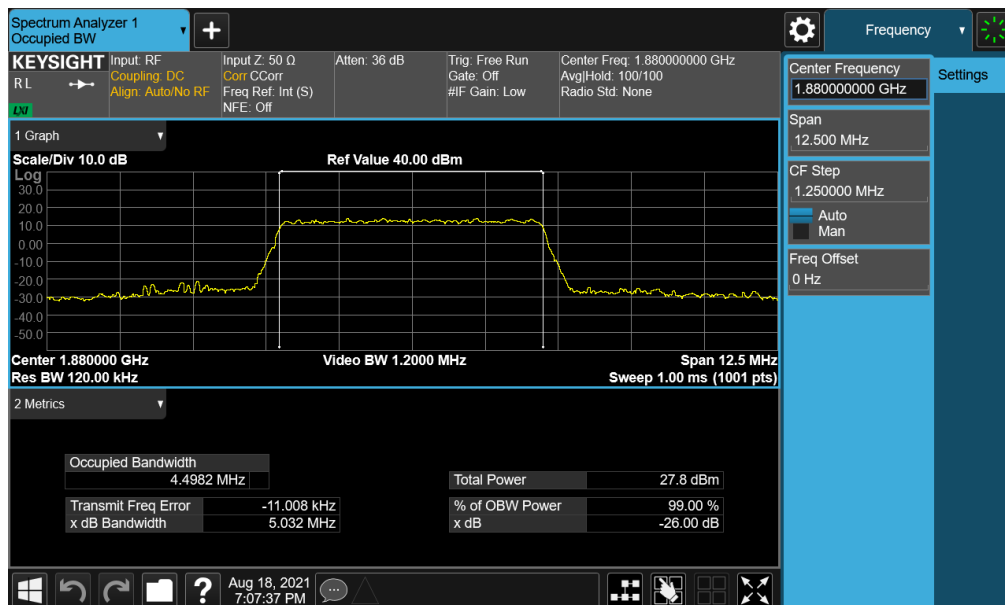 Spectrum Analyzer 1
Occupied BW
Frequency
KEYSIGHT
R L
LXI
Input: RF
Coupling: DC
Align: Auto/No RF
Input Z: 50 Ω
Corr CCorr
Freq Ref: Int (S)
NFE: Off
Atten: 36 dB
Trig: Free Run
Gate: Off
#IF Gain: Low
Center Freq: 1.880000000 GHz
Avg|Hold: 100/100
Radio Std: None
Center Frequency
1.880000000 GHz
Settings
Span
12.500 MHz
CF Step
1.250000 MHz
Auto
Man
Freq Offset
0 Hz
1 Graph
Scale/Div 10.0 dB
Ref Value 40.00 dBm
Log
30.0
20.0
10.0
0.00
-10.0
-20.0
-30.0
-40.0
-50.0
Center 1.880000 GHz
Video BW 1.2000 MHz
Span 12.5 MHz
Res BW 120.00 kHz
Sweep 1.00 ms (1001 pts)
2 Metrics
Occupied Bandwidth
4.4982 MHz
Total Power 27.8 dBm
Transmit Freq Error -11.008 kHz
% of OBW Power 99.00 %
x dB Bandwidth 5.032 MHz
x dB -26.00 dB
?
Aug 18, 2021
7:07:37 PM